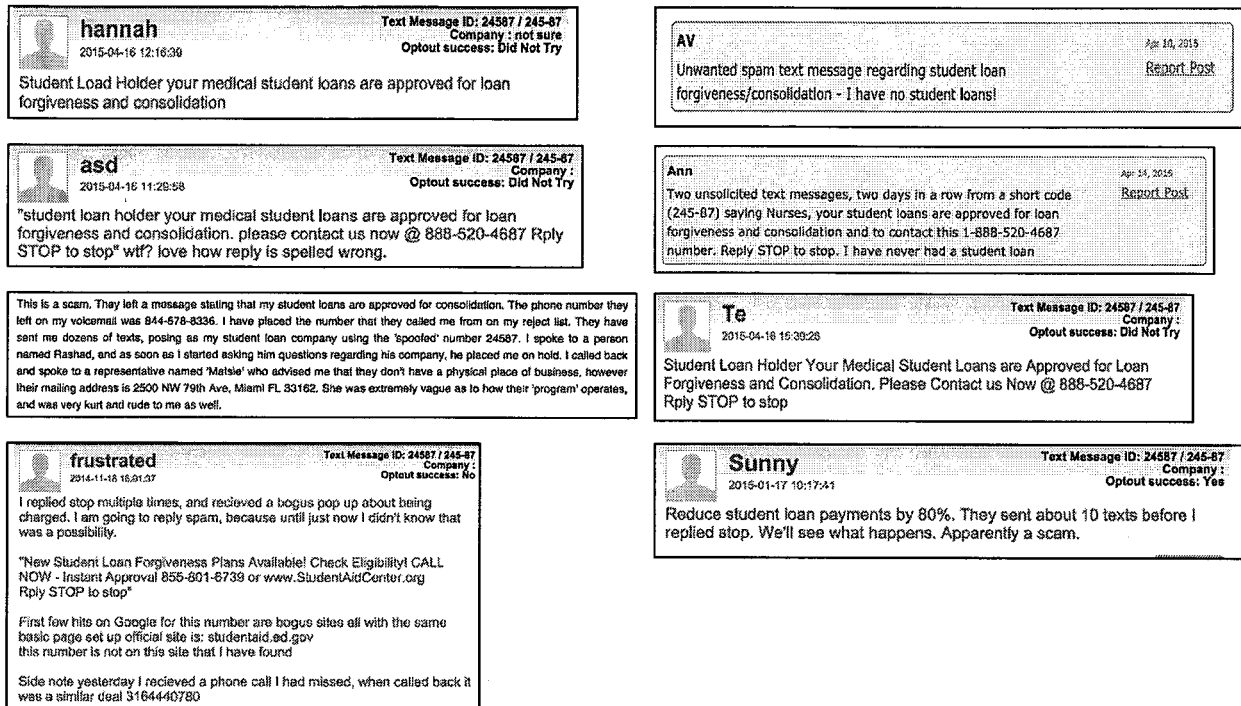 hannah
2015-04-16 12:16:39
Text Message ID: 24587 / 245-87
Company : not sure
Optout success: Did Not Try
Student Load Holder your medical student loans are approved for loan
forgiveness and consolidation
asd
2015-04-16 11:29:58
Text Message ID: 24587 / 245-87
Company :
Optout success: Did Not Try
"student loan holder your medical student loans are approved for loan
forgiveness and consolidation. please contact us now @ 888-520-4687 Rply
STOP to stop" wtf? love how reply is spelled wrong.
This is a scam. They left a message stating that my student loans are approved for consolidation. The phone number they
left on my voicemail was 844-678-8336. I have placed the number that they called me from on my reject list. They have
sent me dozens of texts, posing as my student loan company using the 'spoofed' number 24587. I spoke to a person
named Rashad, and as soon as I started asking him questions regarding his company, he placed me on hold. I called back
and spoke to a representative named 'Maisie' who advised me that they don't have a physical place of business, however
their mailing address is 2500 NW 79th Ave, Miami FL 33162. She was extremely vague as to how their 'program' operates,
and was very kurt and rude to me as well.
frustrated
2014-11-18
Text Message ID: 24587 / 245-87
Company :
Optout success: No
I replied stop multiple times, and recieved a bogus pop up about being
charged. I am going to reply spam, because until just now I didn't know that
was a possibility.
"New Student Loan Forgiveness Plans Available! Check Eligibility! CALL
NOW - Instant Approval 855-801-6739 or www.StudentAidCenter.org
Rply STOP to stop"
First few hits on Google for this number are bogus sites all with the same
basic page set up official site is: studentaid.ed.gov
this number is not on this site that I have found
Side note yesterday I recieved a phone call I had missed, when called back it
was a similar deal 3164440780
AV
Apr 10, 2015
Unwanted spam text message regarding student loan
Report Post
forgiveness/consolidation - I have no student loans!
Ann
Apr 14, 2015
Two unsolicited text messages, two days in a row from a short code
Report Post
(245-87) saying Nurses, your student loans are approved for loan
forgiveness and consolidation and to contact this 1-888-520-4687
number. Reply STOP to stop. I have never had a student loan
Te
2015-04-16 15:39:26
Text Message ID: 24587 / 245-87
Company :
Optout success: Did Not Try
Student Loan Holder Your Medical Student Loans are Approved for Loan
Forgiveness and Consolidation. Please Contact us Now @ 888-520-4687
Rply STOP to stop
Sunny
2015-01-17 10:17:41
Text Message ID: 24587 / 245-87
Company :
Optout success: Yes
Reduce student loan payments by 80%. They sent about 10 texts before I
replied stop. We'll see what happens. Apparently a scam.